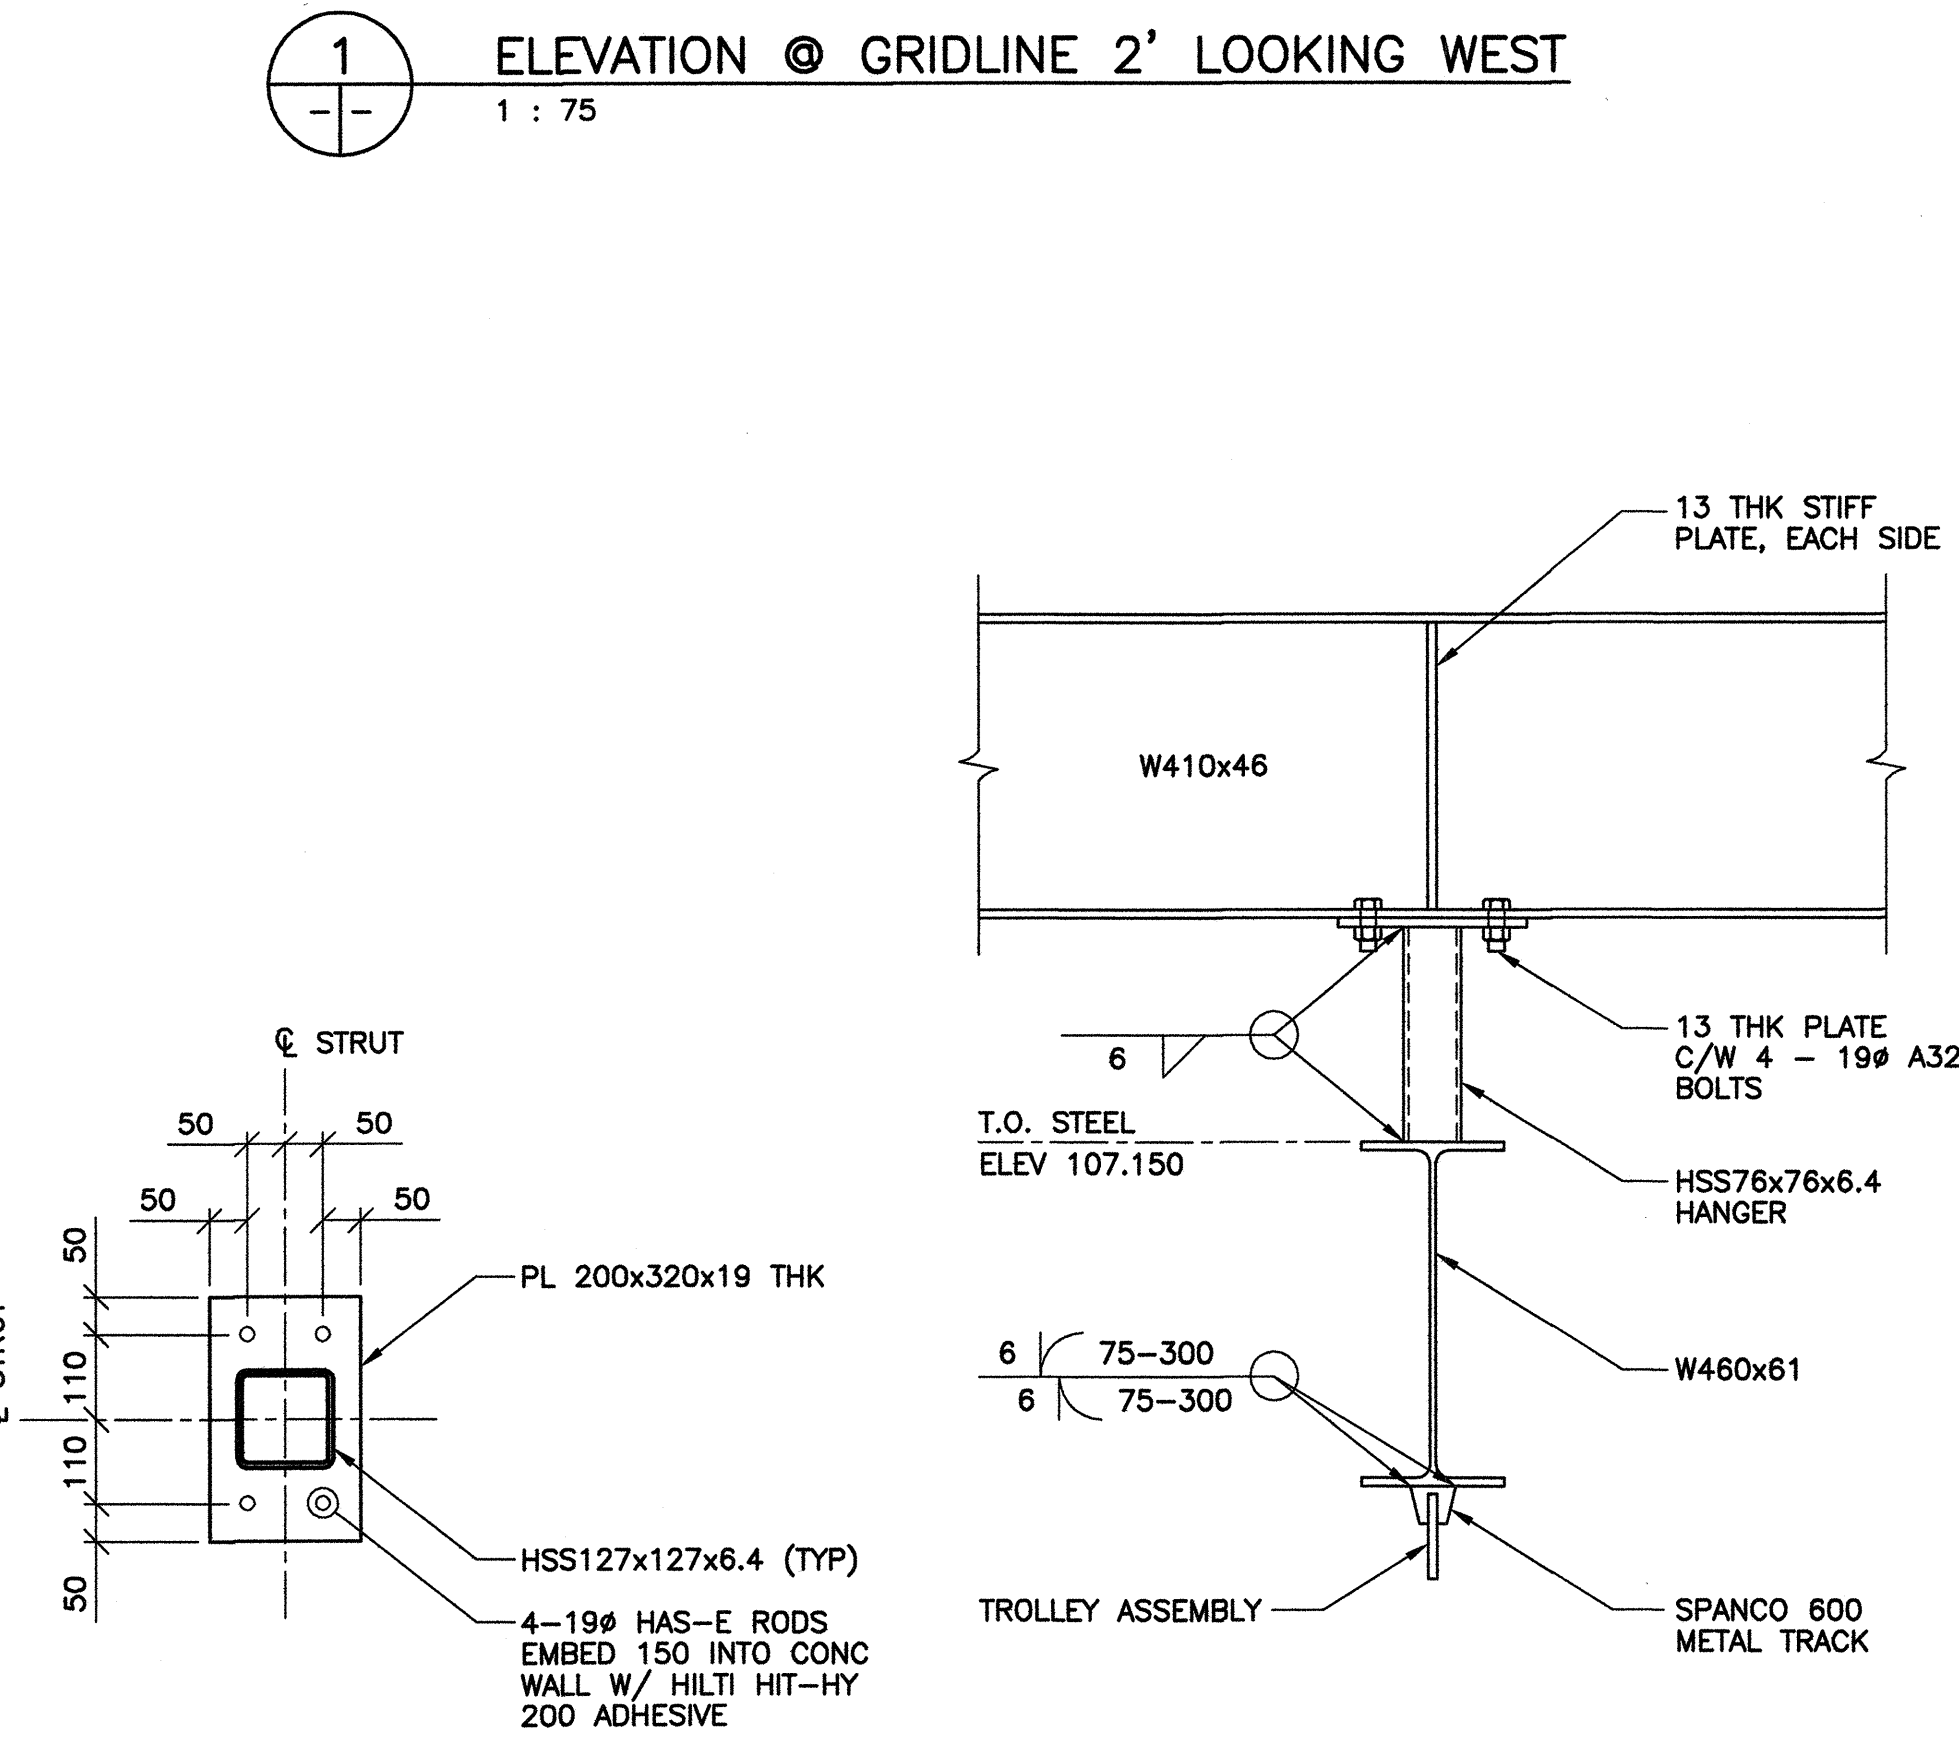 1
ELEVATION @ GRIDLINE 2' LOOKING WEST
- -
1 : 75
13 THK STIFF
PLATE, EACH SIDE
W410x46
13 THK PLATE
C/W 4 - 19ø A32
BOLTS
6
T.O. STEEL
ELEV 107.150
HSS76x76x6.4
HANGER
W460x61
6 75-300
6 75-300
TROLLEY ASSEMBLY
SPANCO 600
METAL TRACK
℄ STRUT
50 50
50 50
50
110
110
50
PL 200x320x19 THK
HSS127x127x6.4 (TYP)
4-19ø HAS-E RODS
EMBED 150 INTO CONC
WALL W/ HILTI HIT-HY
200 ADHESIVE